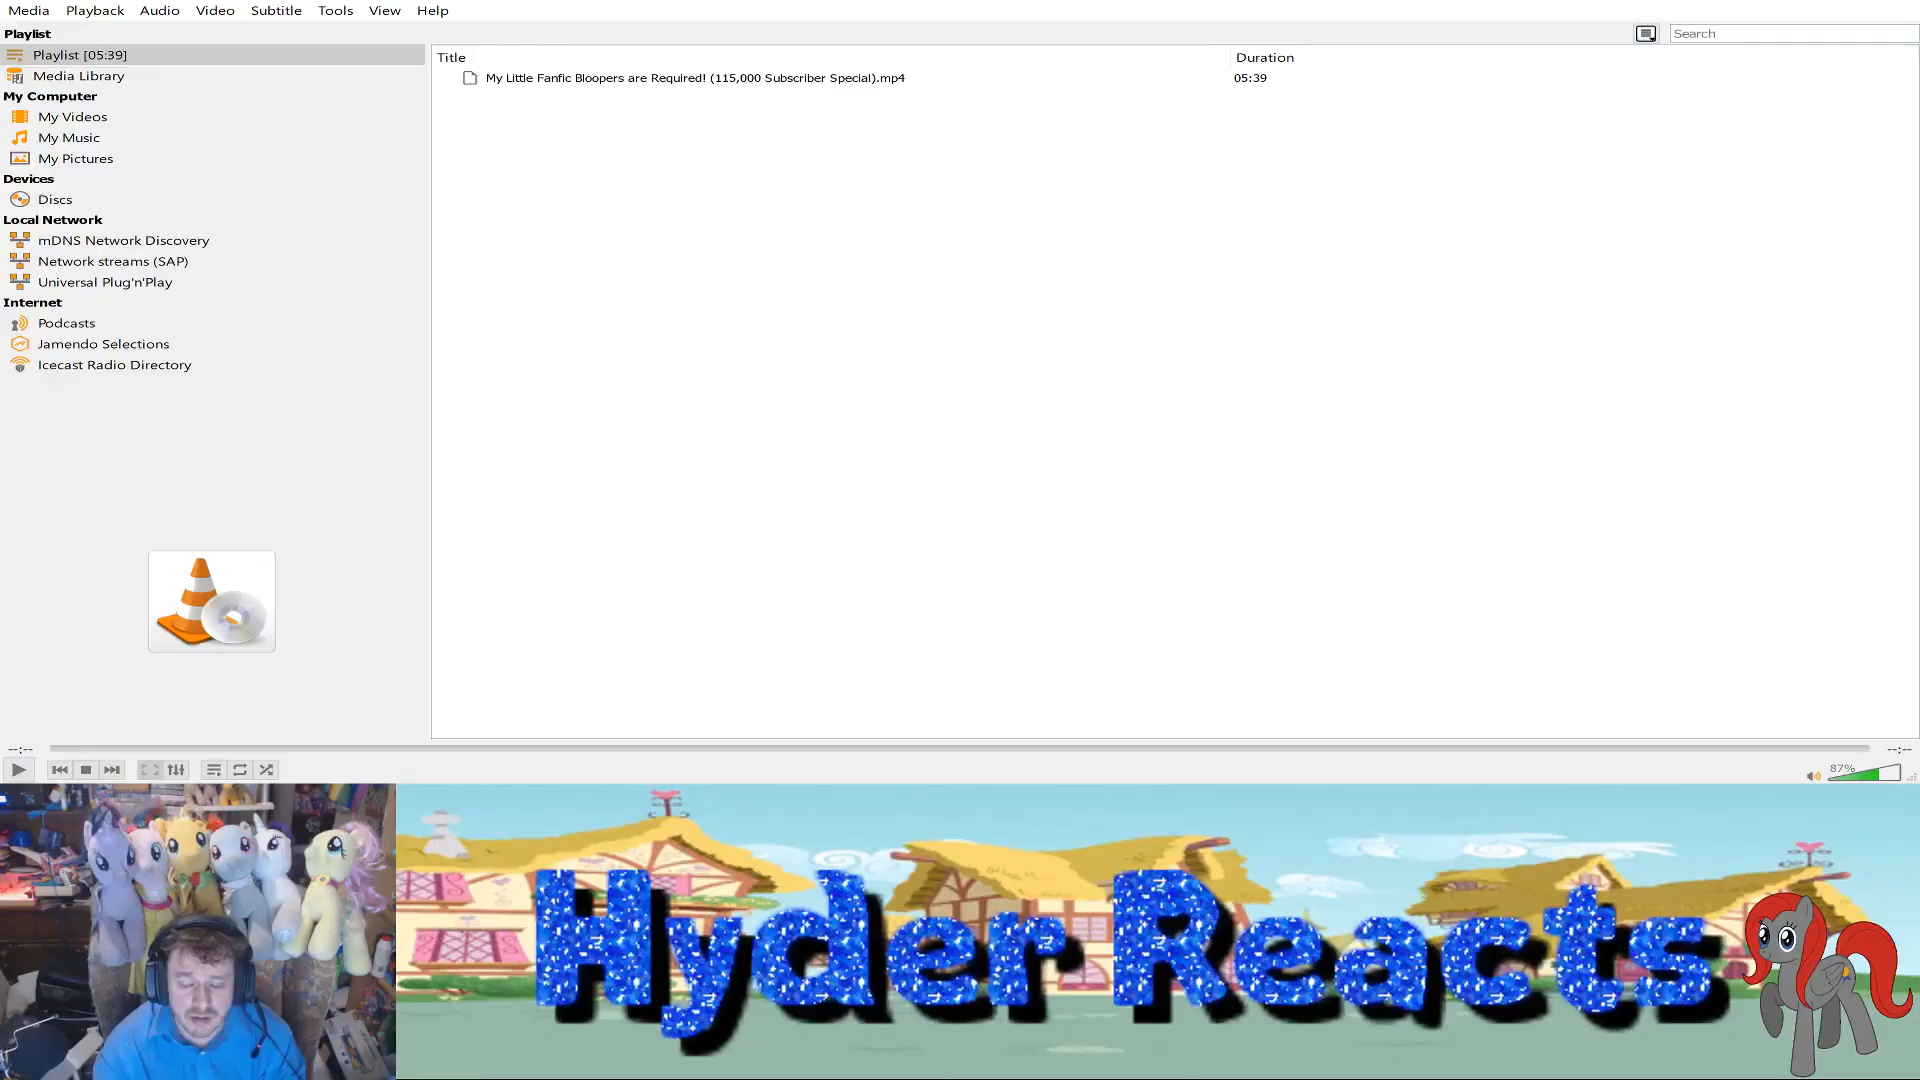 Media Playback Audio Video Subtitle Tools View Help
Playlist
Search
Playlist [05:39]
Media Library
My Computer
My Videos
My Music
My Pictures
Devices
Discs
Local Network
mDNS Network Discovery
Network streams (SAP)
Universal Plug'n'Play
Internet
Podcasts
Jamendo Selections
Icecast Radio Directory
Title Duration
My Little Fanfic Bloopers are Required! (115,000 Subscriber Special).mp4 05:39
--:-- --:--
87%
Hyder Reacts